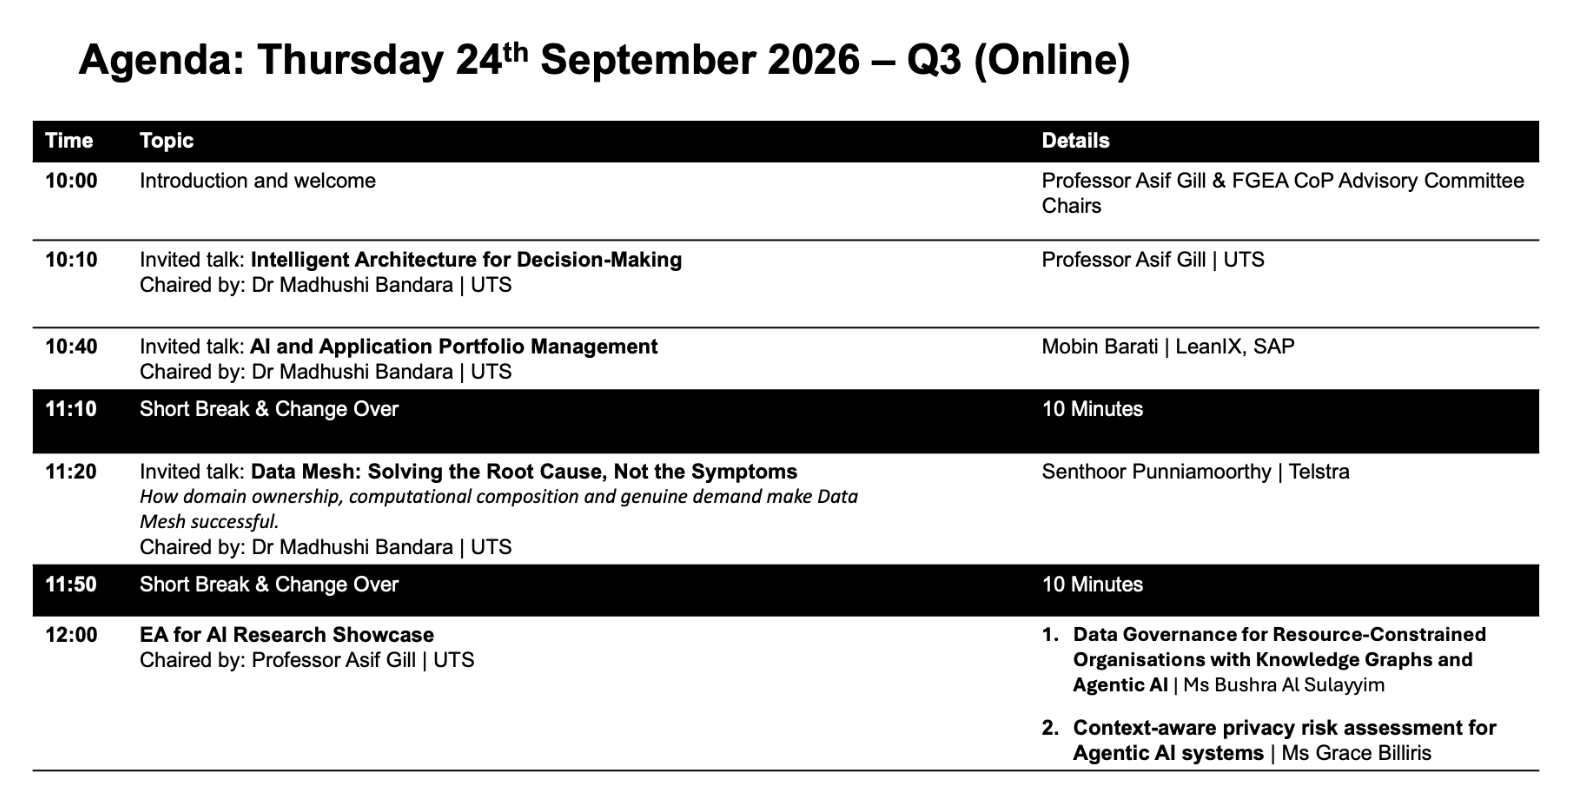 Agenda: Thursday 24th September 2026 – Q3 (Online)
Time Topic Details
10:00 Introduction and welcome Professor Asif Gill & FGEA CoP Advisory Committee
Chairs
10:10 Invited talk: Intelligent Architecture for Decision-Making Professor Asif Gill | UTS
Chaired by: Dr Madhushi Bandara | UTS
10:40 Invited talk: AI and Application Portfolio Management Mobin Barati | LeanIX, SAP
Chaired by: Dr Madhushi Bandara | UTS
11:10 Short Break & Change Over 10 Minutes
11:20 Invited talk: Data Mesh: Solving the Root Cause, Not the Symptoms Senthoor Punniamoorthy | Telstra
How domain ownership, computational composition and genuine demand make Data
Mesh successful.
Chaired by: Dr Madhushi Bandara | UTS
11:50 Short Break & Change Over 10 Minutes
12:00 EA for AI Research Showcase
Chaired by: Professor Asif Gill | UTS
1. Data Governance for Resource-Constrained
Organisations with Knowledge Graphs and
Agentic AI | Ms Bushra Al Sulayyim
2. Context-aware privacy risk assessment for
Agentic AI systems | Ms Grace Billiris